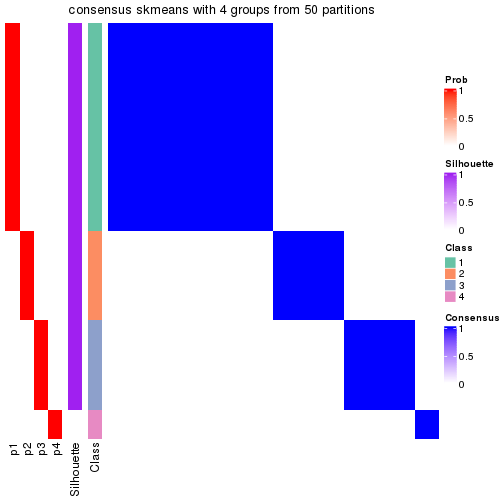 consensus skmeans with 4 groups from 50 partitions
Prob
1
0.5
0
Silhouette
1
0.5
0
Class
1
2
3
4
Consensus
1
0.5
0
p1
p2
p3
p4
Silhouette
Class